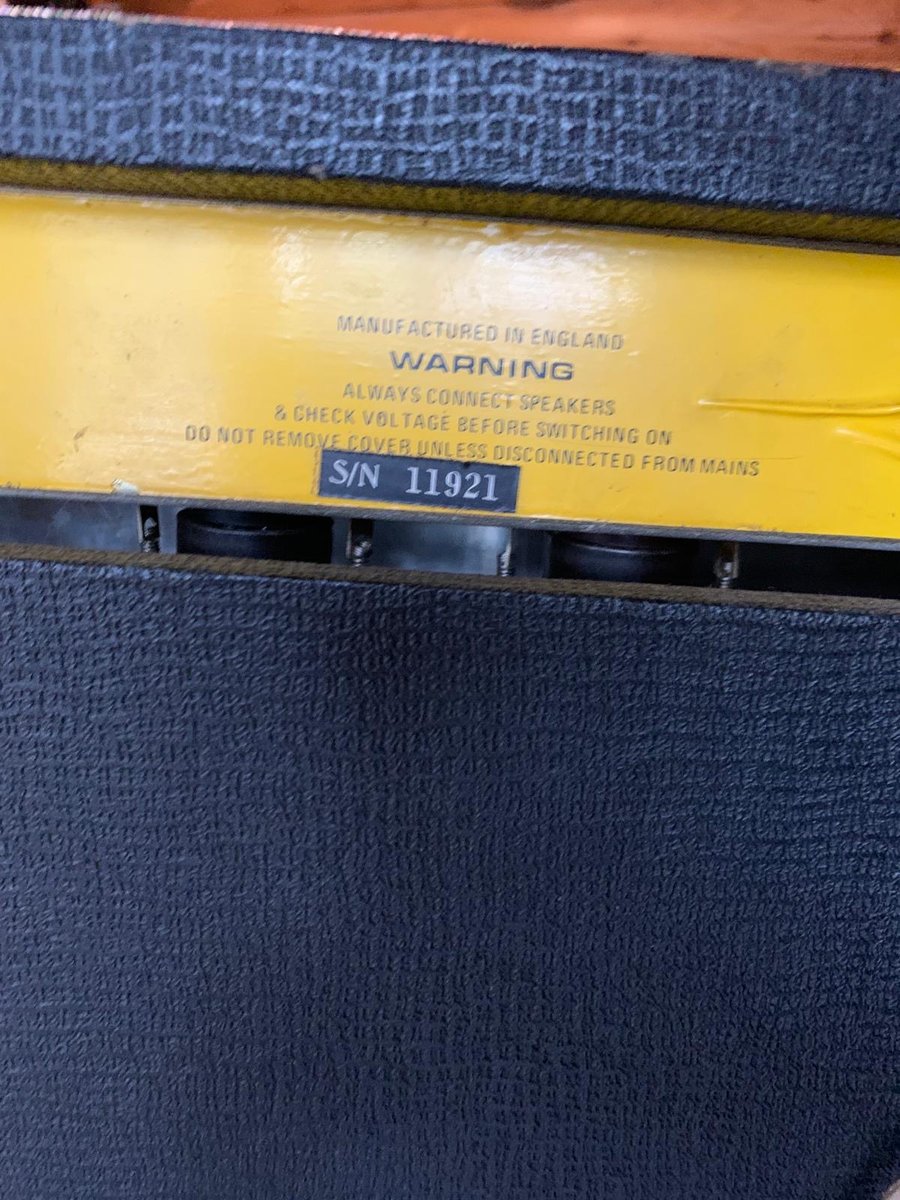 MANUFACTURED IN ENGLAND
WARNING
ALWAYS CONNECT SPEAKERS
& CHECK VOLTAGE BEFORE SWITCHING ON
DO NOT REMOVE COVER UNLESS DISCONNECTED FROM MAINS
S/N 11921